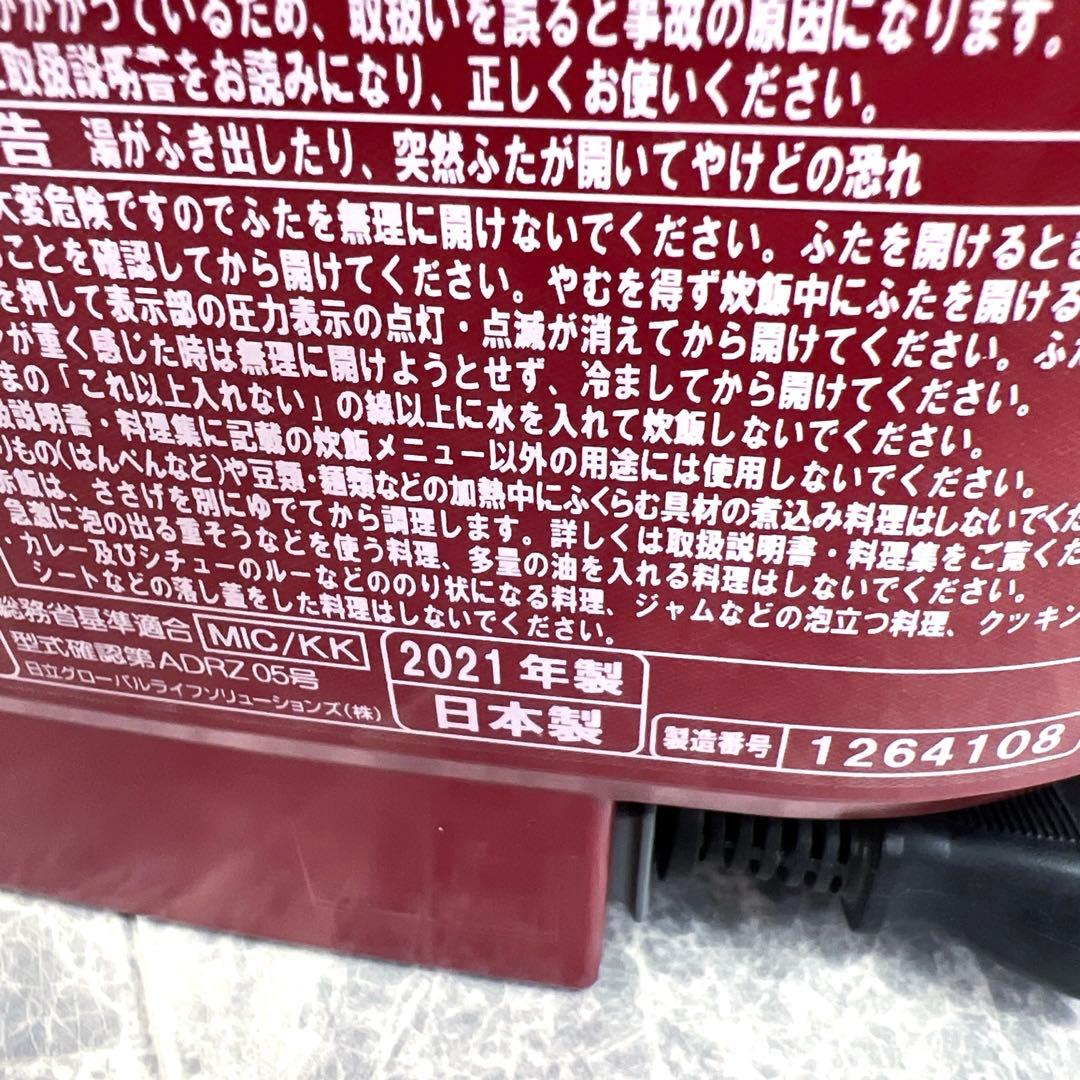 かかっているため、取扱いを誤ると事故の原因になります。
取扱説明書をお読みになり、正しくお使いください。
告 湯がふき出したり、突然ふたが開いてやけどの恐れ
大変危険ですのでふたを無理に開けないでください。ふたを開けるとき
ことを確認してから開けてください。やむを得ず炊飯中にふたを開ける
を押して表示部の圧力表示の点灯・点滅が消えてから開けてください。ふた
が重く感じた時は無理に開けようとせず、冷ましてから開けてください。
まの「これ以上入れない」の線以上に水を入れて炊飯しないでください。
扱説明書・料理集に記載の炊飯メニュー以外の用途には使用しないでください。
りもの(はんぺんなど)や豆類・麺類などの加熱中にふくらむ具材の煮込み料理はしないでくだ
赤飯は、ささげを別にゆでてから調理します。詳しくは取扱説明書・料理集をご覧くだ
急激に泡の出る重そうなどを使う料理、多量の油を入れる料理はしないでください。
・カレー及びシチューのルーなどののり状になる料理、ジャムなどの泡立つ料理、クッキン
シートなどの落し蓋をした料理はしないでください。
総務省基準適合 MIC/KK
型式確認第ADRZ05号
日立グローバルライフソリューションズ(株)
2021年製
日本製
製造番号 1264108